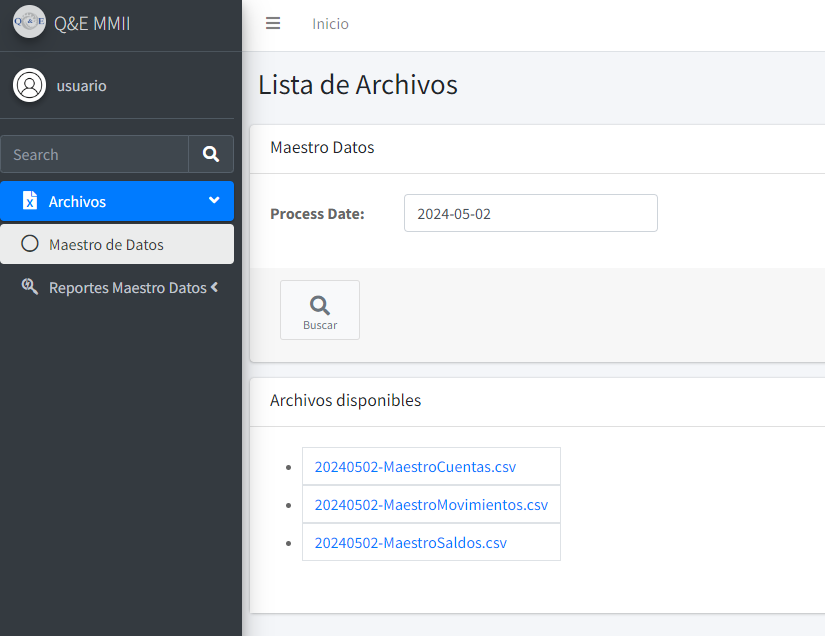 Q&E
Q&E MMII
usuario
Search
Archivos
Maestro de Datos
Reportes Maestro Datos
Inicio
Lista de Archivos
Maestro Datos
Process Date: 2024-05-02
Buscar
Archivos disponibles
20240502-MaestroCuentas.csv
20240502-MaestroMovimientos.csv
20240502-MaestroSaldos.csv